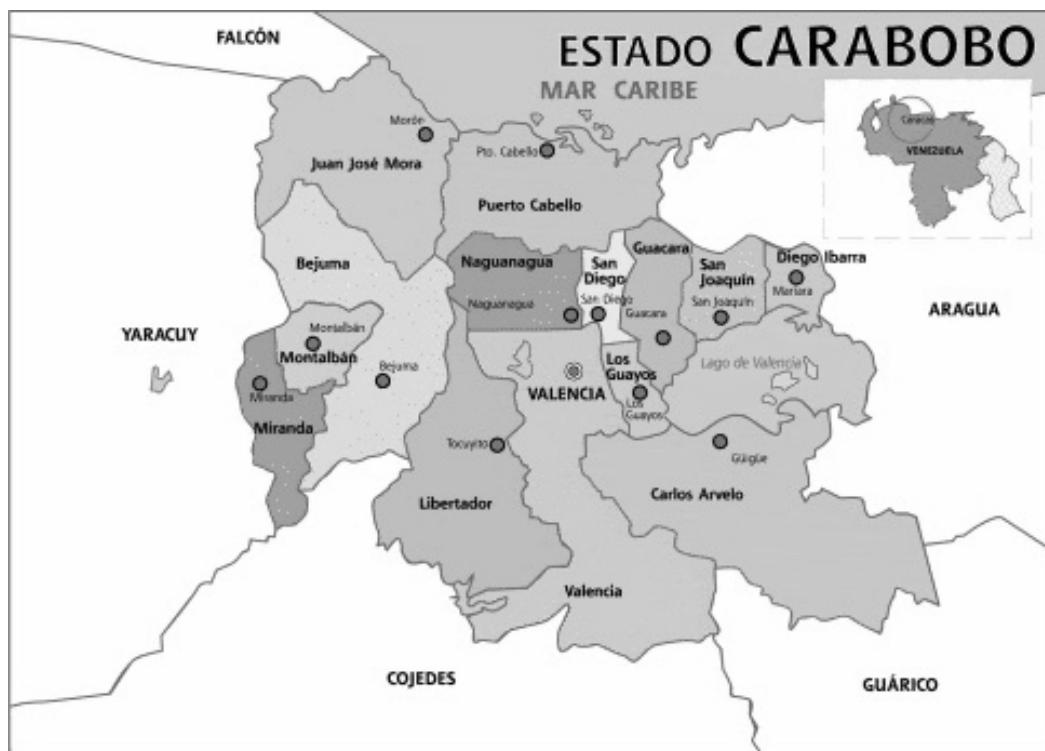 FALCÓN
ESTADO CARABOBO
MAR CARIBE
Caracas
VENEZUELA
Morón
Juan José Mora
Pto. Cabello
Puerto Cabello
Bejuma
Naguanagua
San
Diego
Guacara
San
Joaquín
Diego Ibarra
Mariara
Naguanagua
San Diego
Guacara
San Joaquín
ARAGUA
YARACUY
Montalbán
Montalbán
Bejuma
Miranda
Miranda
VALENCIA
Los
Guayos
Los
Guayos
Lago de Valencia
Tocuyito
Güigüe
Libertador
Carlos Arvelo
Valencia
COJEDES
GUÁRICO